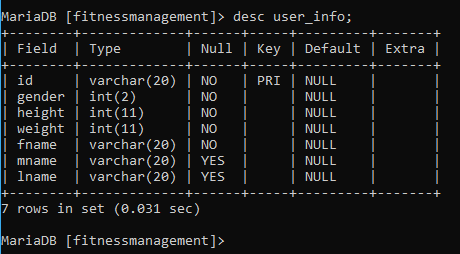 MariaDB [fitnessmanagement]> desc user_info;
+--------+-------------+------+-----+---------+-------+
| Field  | Type        | Null | Key | Default | Extra |
+--------+-------------+------+-----+---------+-------+
| id     | varchar(20) | NO   | PRI | NULL    |       |
| gender | int(2)      | NO   |     | NULL    |       |
| height | int(11)     | NO   |     | NULL    |       |
| weight | int(11)     | NO   |     | NULL    |       |
| fname  | varchar(20) | NO   |     | NULL    |       |
| mname  | varchar(20) | YES  |     | NULL    |       |
| lname  | varchar(20) | YES  |     | NULL    |       |
+--------+-------------+------+-----+---------+-------+
7 rows in set (0.031 sec)
MariaDB [fitnessmanagement]>